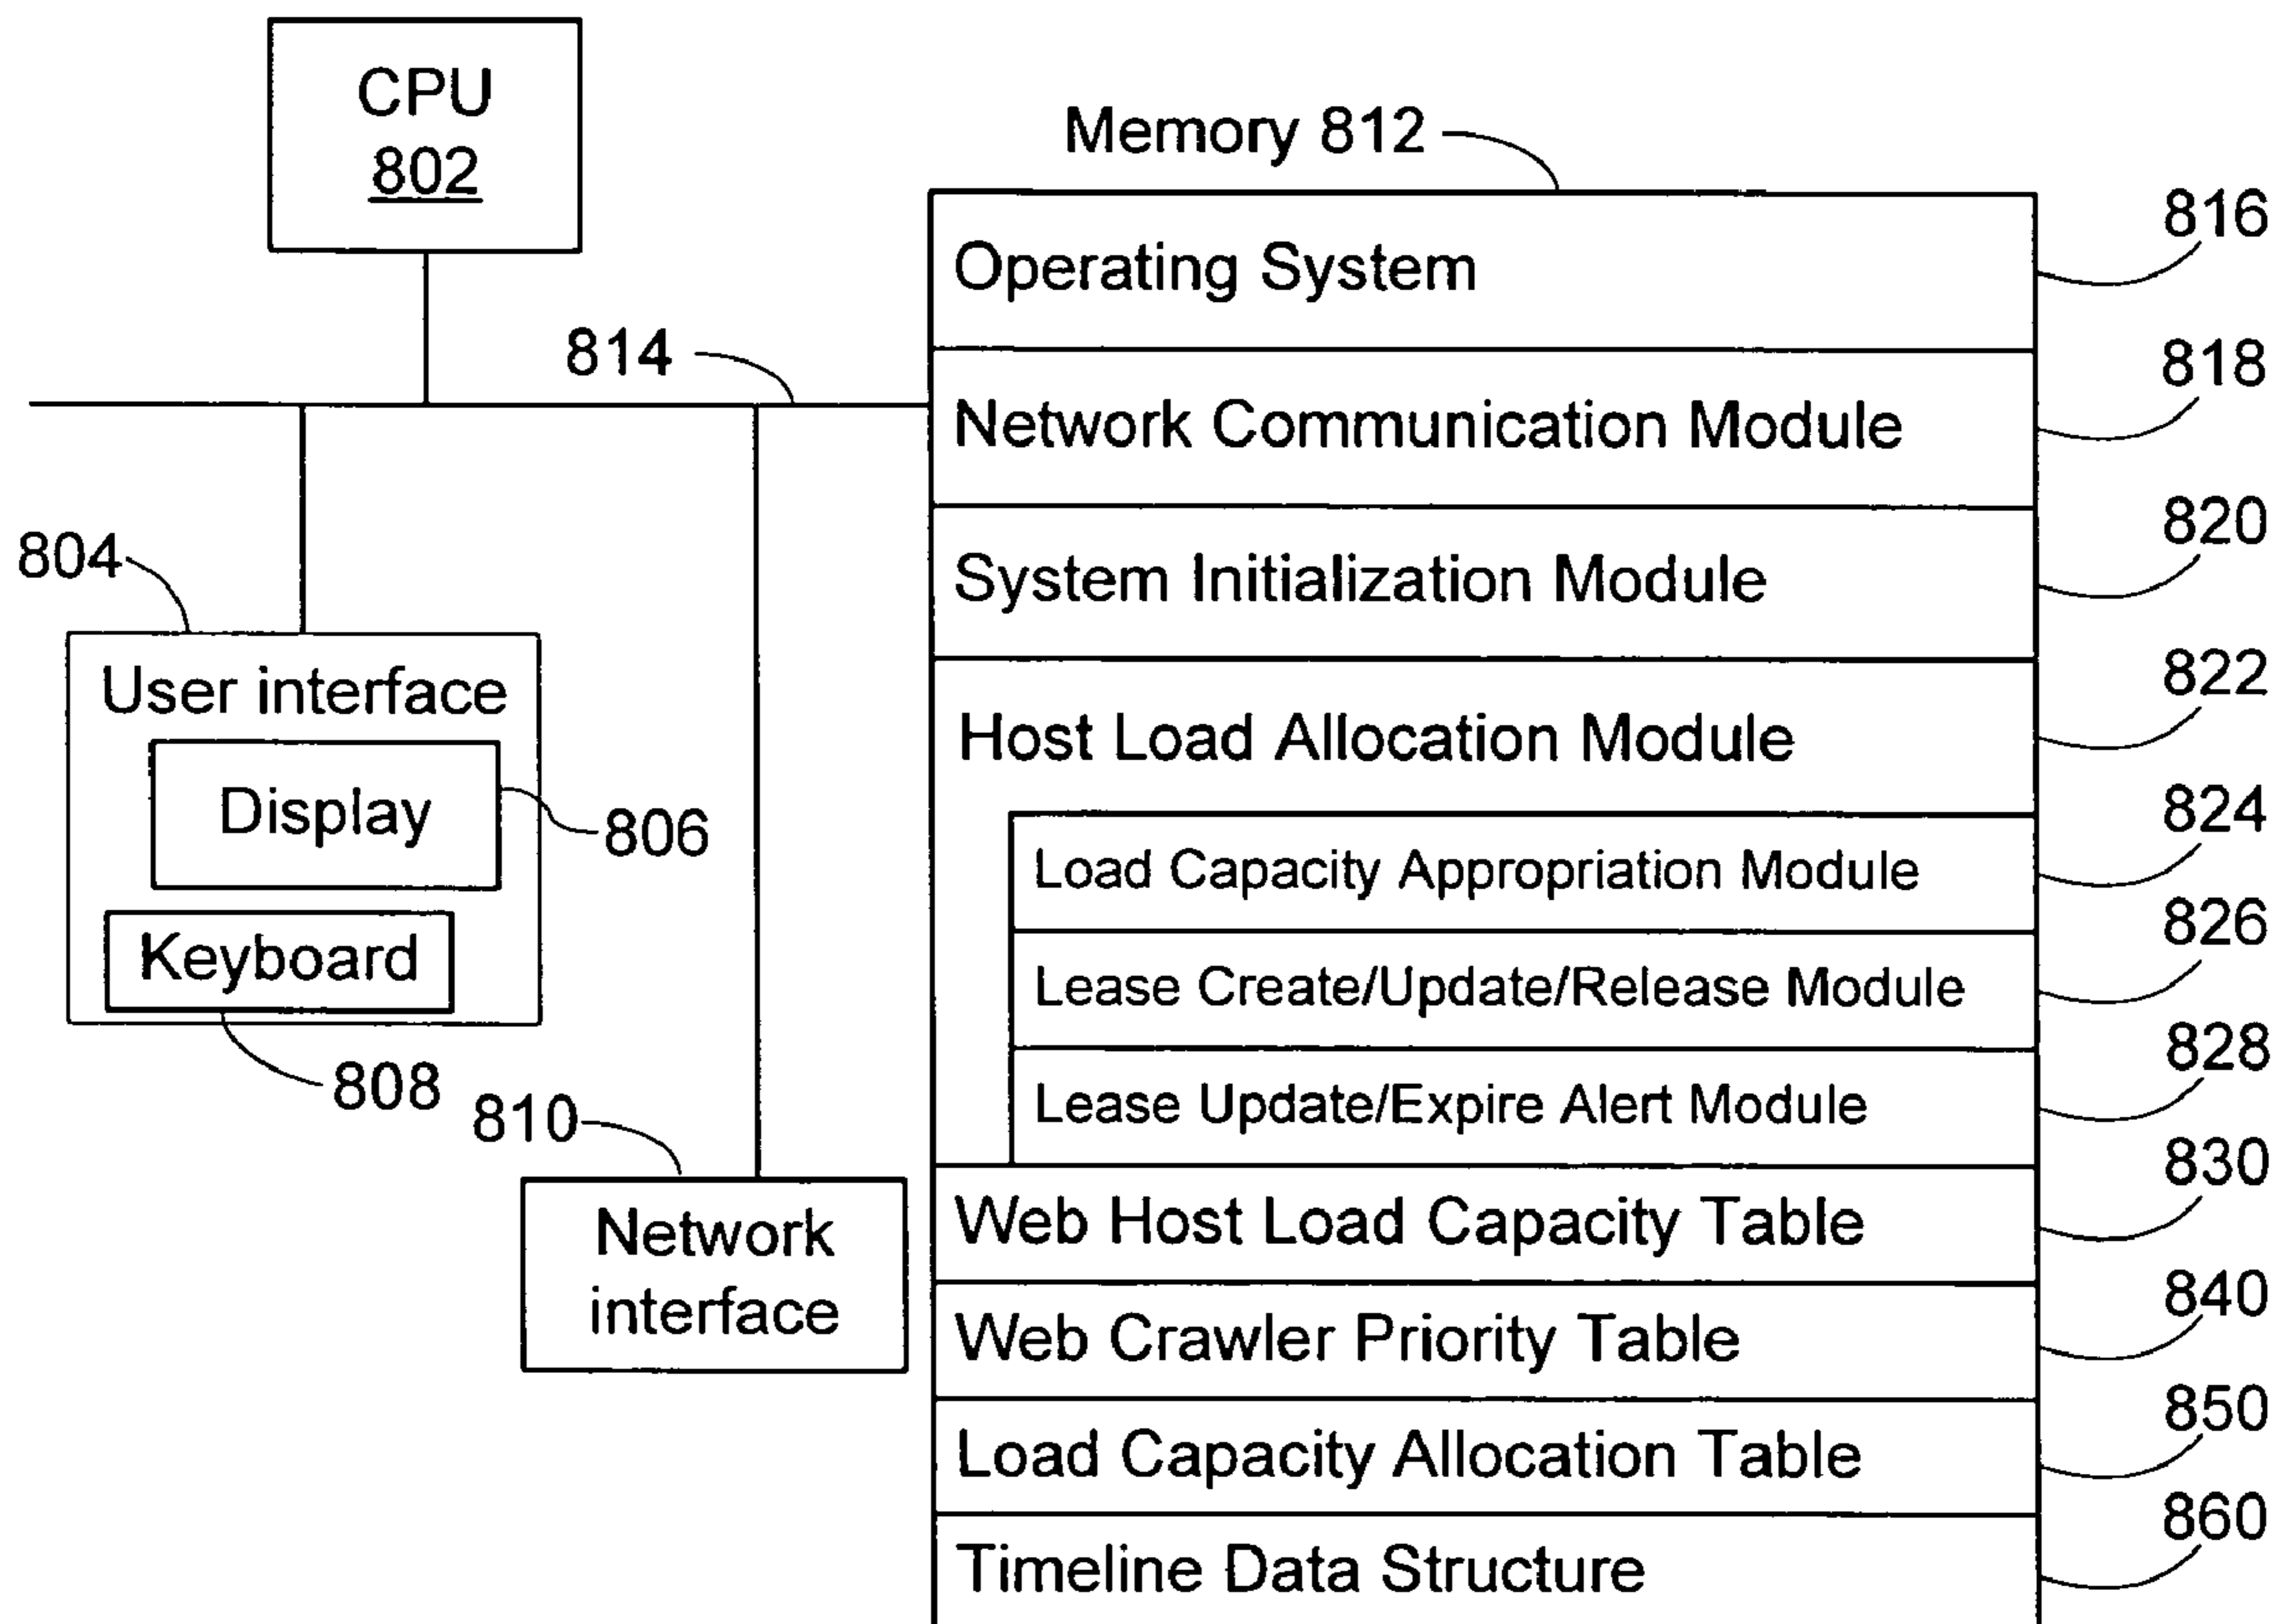 CPU
802
Memory 812
Operating System
816
814
Network Communication Module
818
System Initialization Module
820
804
User interface
Display
806
Keyboard
808
Host Load Allocation Module
822
Load Capacity Appropriation Module
824
Lease Create/Update/Release Module
826
Lease Update/Expire Alert Module
828
810
Network
interface
Web Host Load Capacity Table
830
Web Crawler Priority Table
840
Load Capacity Allocation Table
850
Timeline Data Structure
860